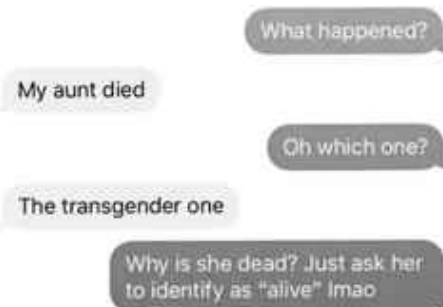 What happened?
My aunt died
Oh which one?
The transgender one
Why is she dead? Just ask her
to identify as "alive" lmao